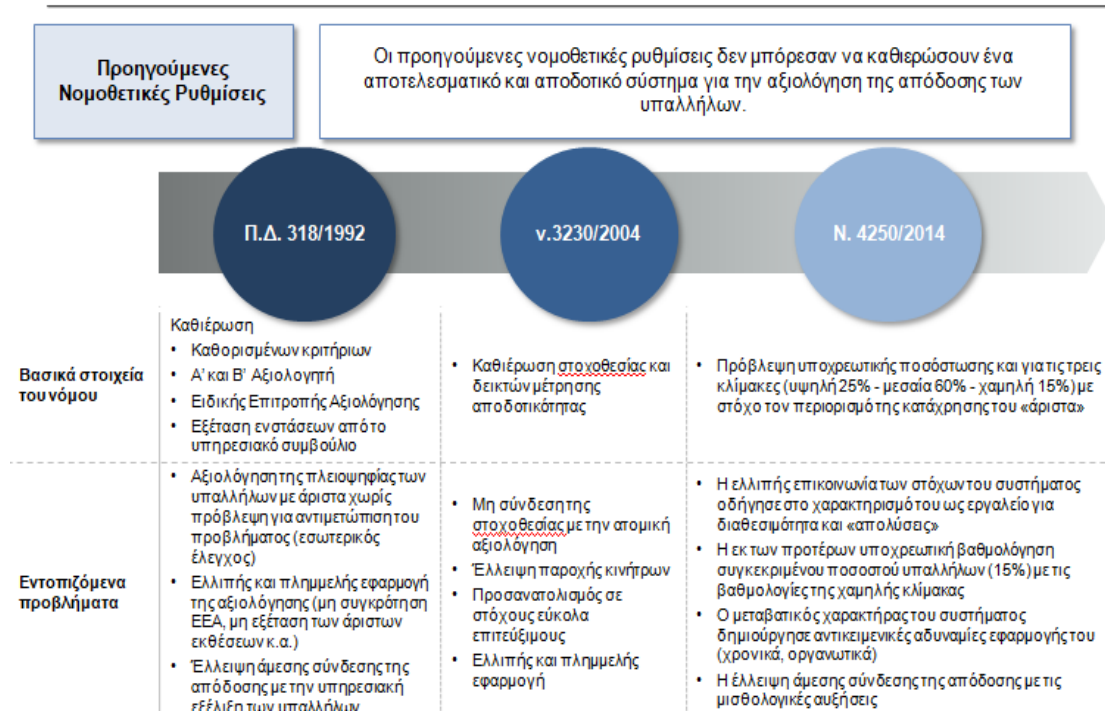 Προηγούμενες
Νομοθετικές Ρυθμίσεις
Οι προηγούμενες νομοθετικές ρυθμίσεις δεν μπόρεσαν να καθιερώσουν ένα
αποτελεσματικό και αποδοτικό σύστημα για την αξιολόγηση της απόδοσης των
υπαλλήλων.
Π.Δ. 318/1992
ν.3230/2004
Ν. 4250/2014
Βασικά στοιχεία
του νόμου
Καθιέρωση
• Καθορισμένων κριτήριων
• Α’ και Β’ Αξιολογητή
• Ειδικής Επιτροπής Αξιολόγησης
• Εξέταση ενστάσεων από το
υπηρεσιακό συμβούλιο
• Καθιέρωση στοχοθεσίας και
δεικτών μέτρησης
αποδοτικότητας
• Πρόβλεψη υποχρεωτικής ποσόστωσης και για τις τρεις
κλίμακες (υψηλή 25% - μεσαία 60% - χαμηλή 15%) με
στόχο τον περιορισμό της κατάχρησης του «άριστα»
Εντοπιζόμενα
προβλήματα
• Αξιολόγηση της πλειοψηφίας των
υπαλλήλων με άριστα χωρίς
πρόβλεψη για αντιμετώπιση του
προβλήματος (εσωτερικός
έλεγχος)
• Ελλιπής και πλημμελής εφαρμογή
της αξιολόγησης (μη συγκρότηση
ΕΕΑ, μη εξέταση των άριστων
εκθέσεων κ.α.)
• Έλλειψη άμεσης σύνδεσης της
απόδοσης με την υπηρεσιακή
εξέλιξη των υπαλλήλων
• Μη σύνδεση της
στοχοθεσίας με την ατομική
αξιολόγηση
• Έλλειψη παροχής κινήτρων
• Προσανατολισμός σε
στόχους εύκολα
επιτεύξιμους
• Ελλιπής και πλημμελής
εφαρμογή
• Η ελλιπής επικοινωνία των στόχων του συστήματος
οδήγησε στο χαρακτηρισμό του ως εργαλείο για
διαθεσιμότητα και «απολύσεις»
• Η εκ των προτέρων υποχρεωτική βαθμολόγηση
συγκεκριμένου ποσοστού υπαλλήλων (15%) με τις
βαθμολογίες της χαμηλής κλίμακας
• Ο μεταβατικός χαρακτήρας του συστήματος
δημιούργησε αντικειμενικές αδυναμίες εφαρμογής του
(χρονικά, οργανωτικά)
• Η έλλειψη άμεσης σύνδεσης της απόδοσης με τις
μισθολογικές αυξήσεις